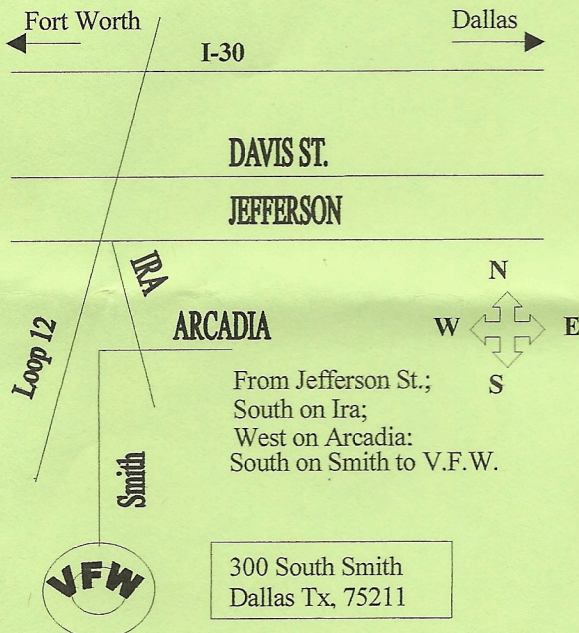 Fort Worth
Dallas
I-30
DAVIS ST.
JEFFERSON
IRA
N
W E
S
Loop 12
ARCADIA
From Jefferson St.;
South on Ira;
West on Arcadia:
South on Smith to V.F.W.
Smith
VFW
300 South Smith
Dallas Tx, 75211